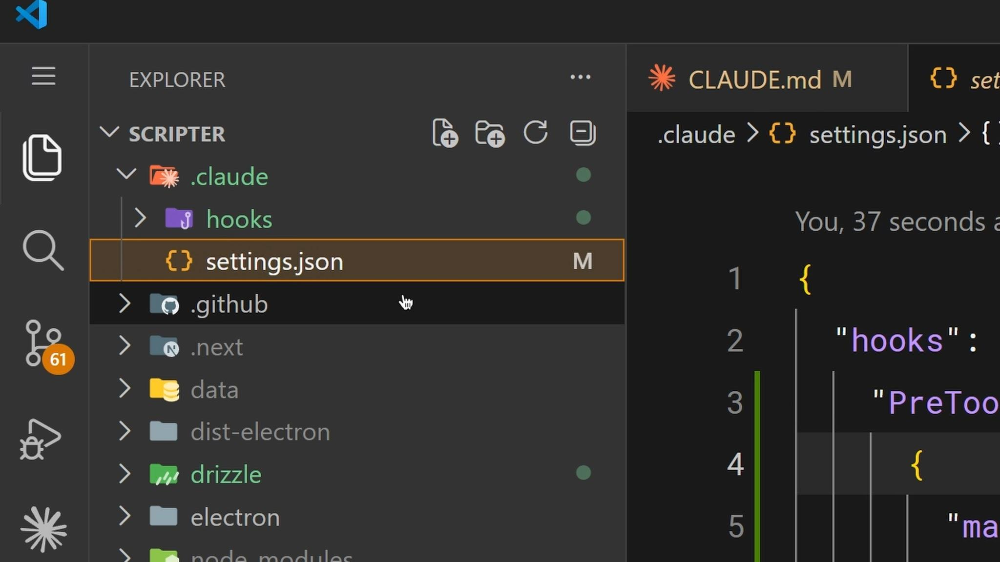 EXPLORER
SCRIPTER
.claude
hooks
settings.json M
.github
.next
data
dist-electron
drizzle
electron
node_modules
61
CLAUDE.md M
set
.claude > {} settings.json > { }
You, 37 seconds a
1 {
2 "hooks":
3 "PreToo
4 {
5 "ma